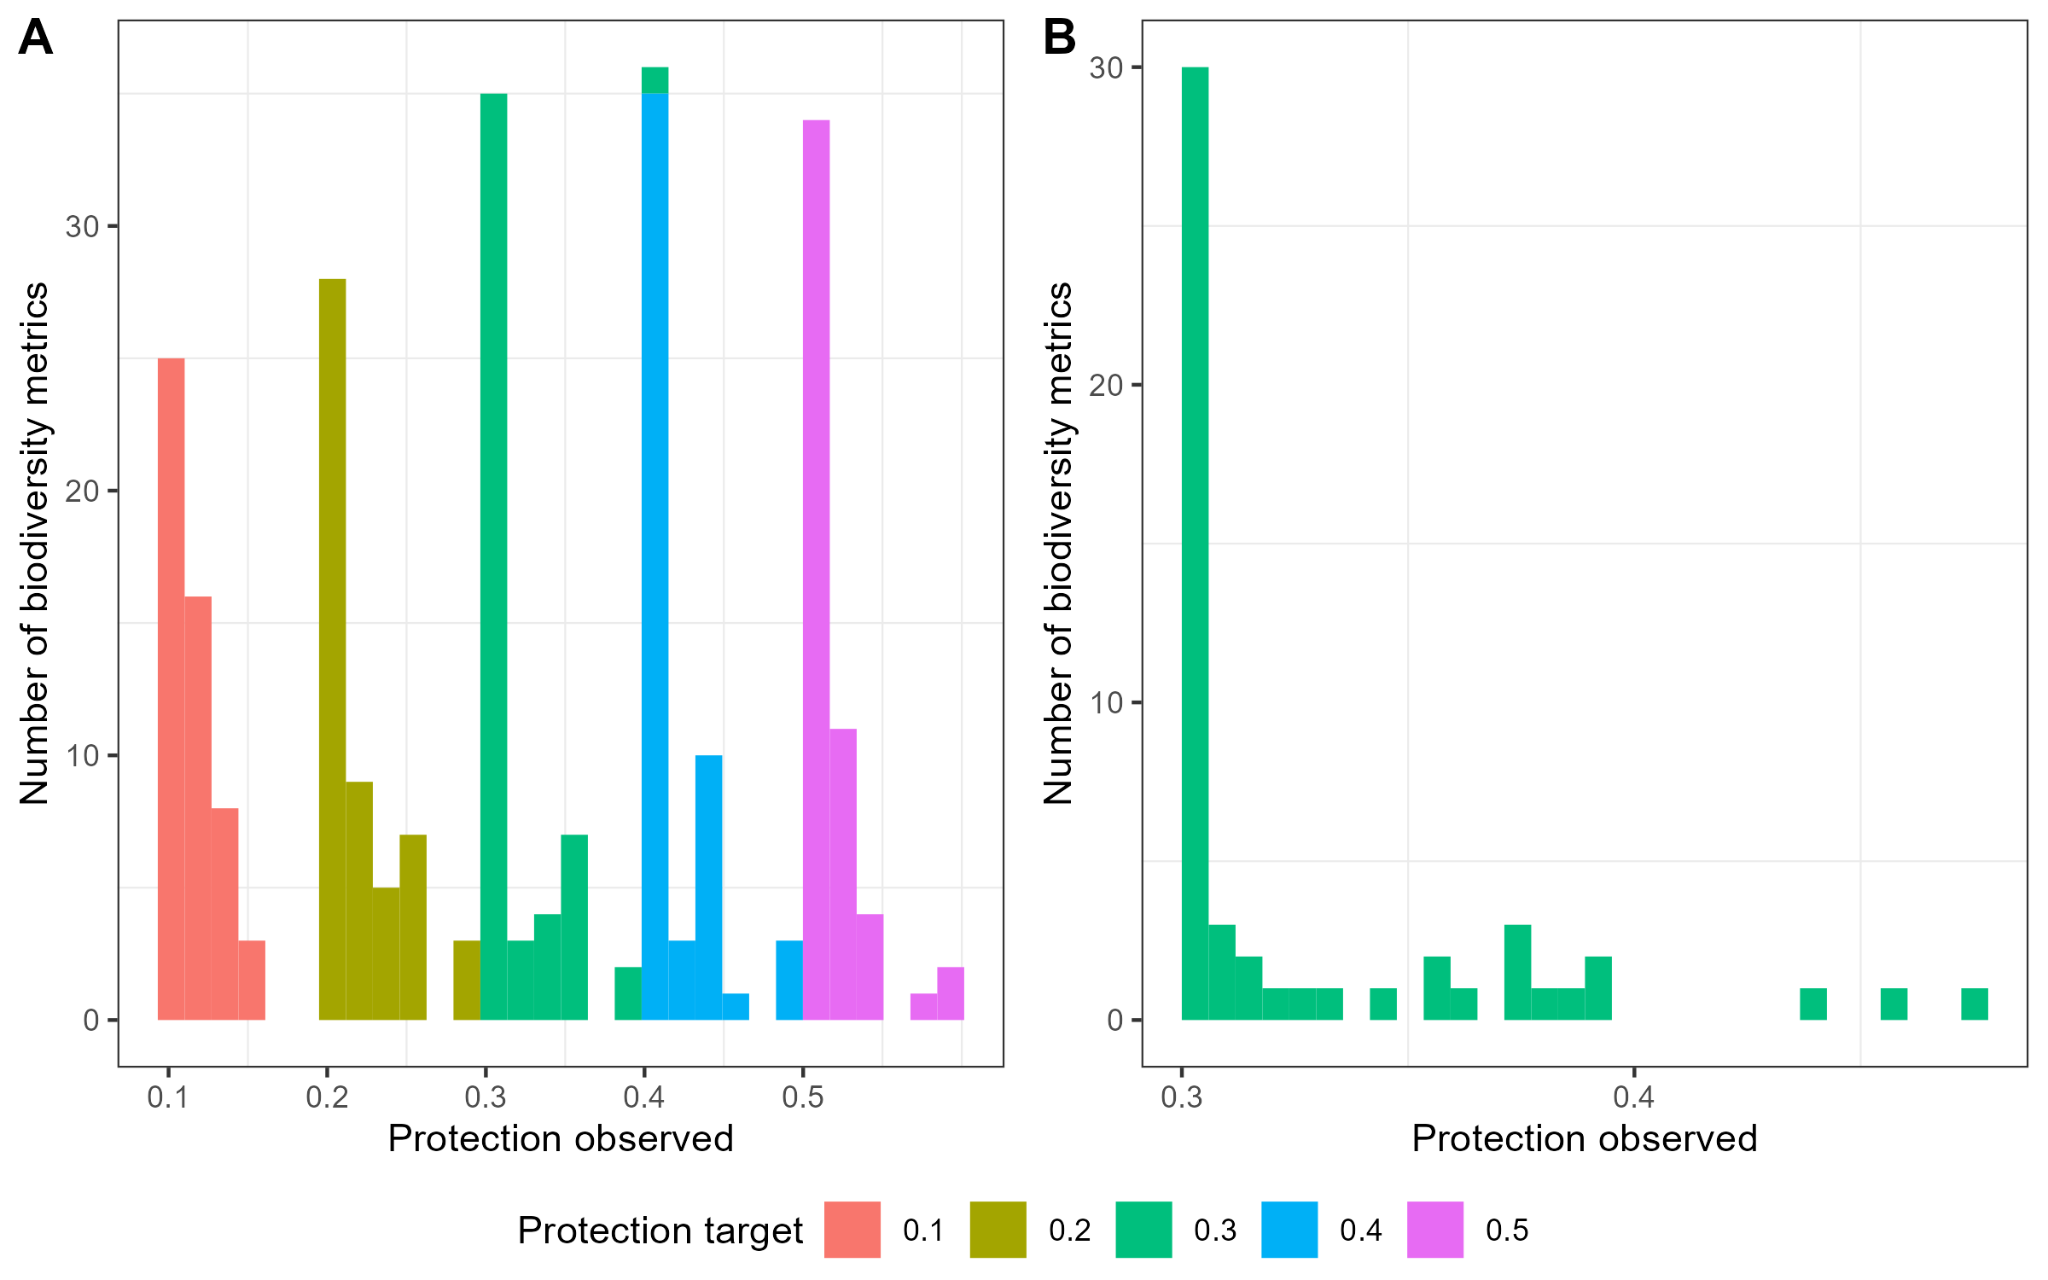 A
Number of biodiversity metrics
30
20
10
0
0.1 0.2 0.3 0.4 0.5
Protection observed
B
Number of biodiversity metrics
30
20
10
0
0.3 0.4
Protection observed
Protection target 0.1 0.2 0.3 0.4 0.5